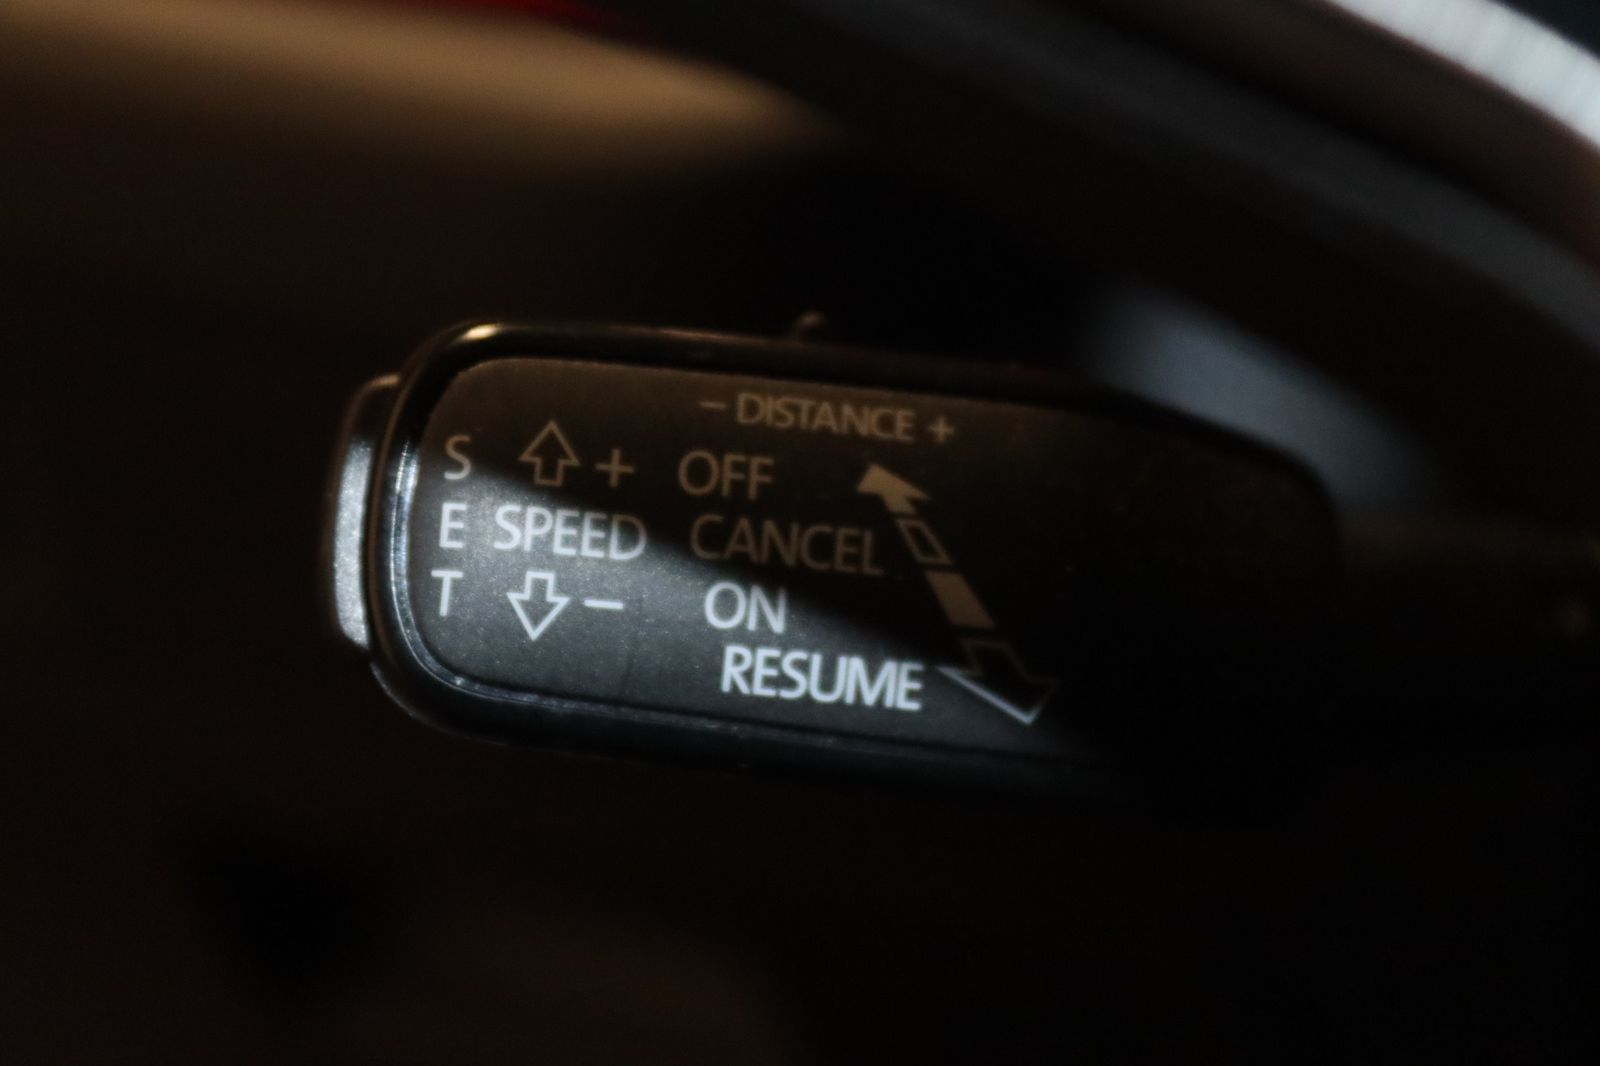 − DISTANCE +
S + OFF
E SPEED CANCEL
T − ON
RESUME